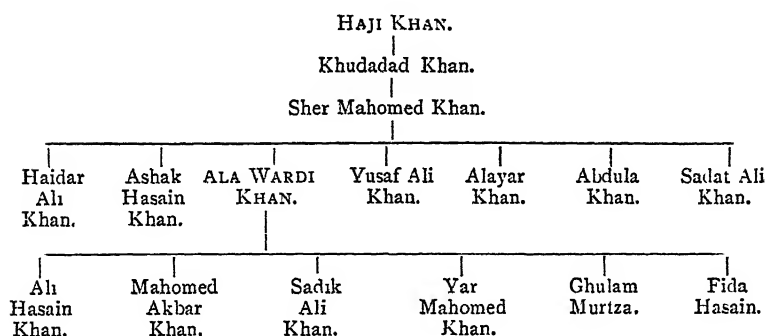 HAJI KHAN.
Khudadad Khan.
Sher Mahomed Khan.
Haidar Ali Khan.
Ashak Hasain Khan.
ALA WARDI KHAN.
Yusaf Ali Khan.
Alayar Khan.
Abdula Khan.
Sadat Ali Khan.
Ali Hasain Khan.
Mahomed Akbar Khan.
Sadik Ali Khan.
Yar Mahomed Khan.
Ghulam Murtza.
Fida Hasain.